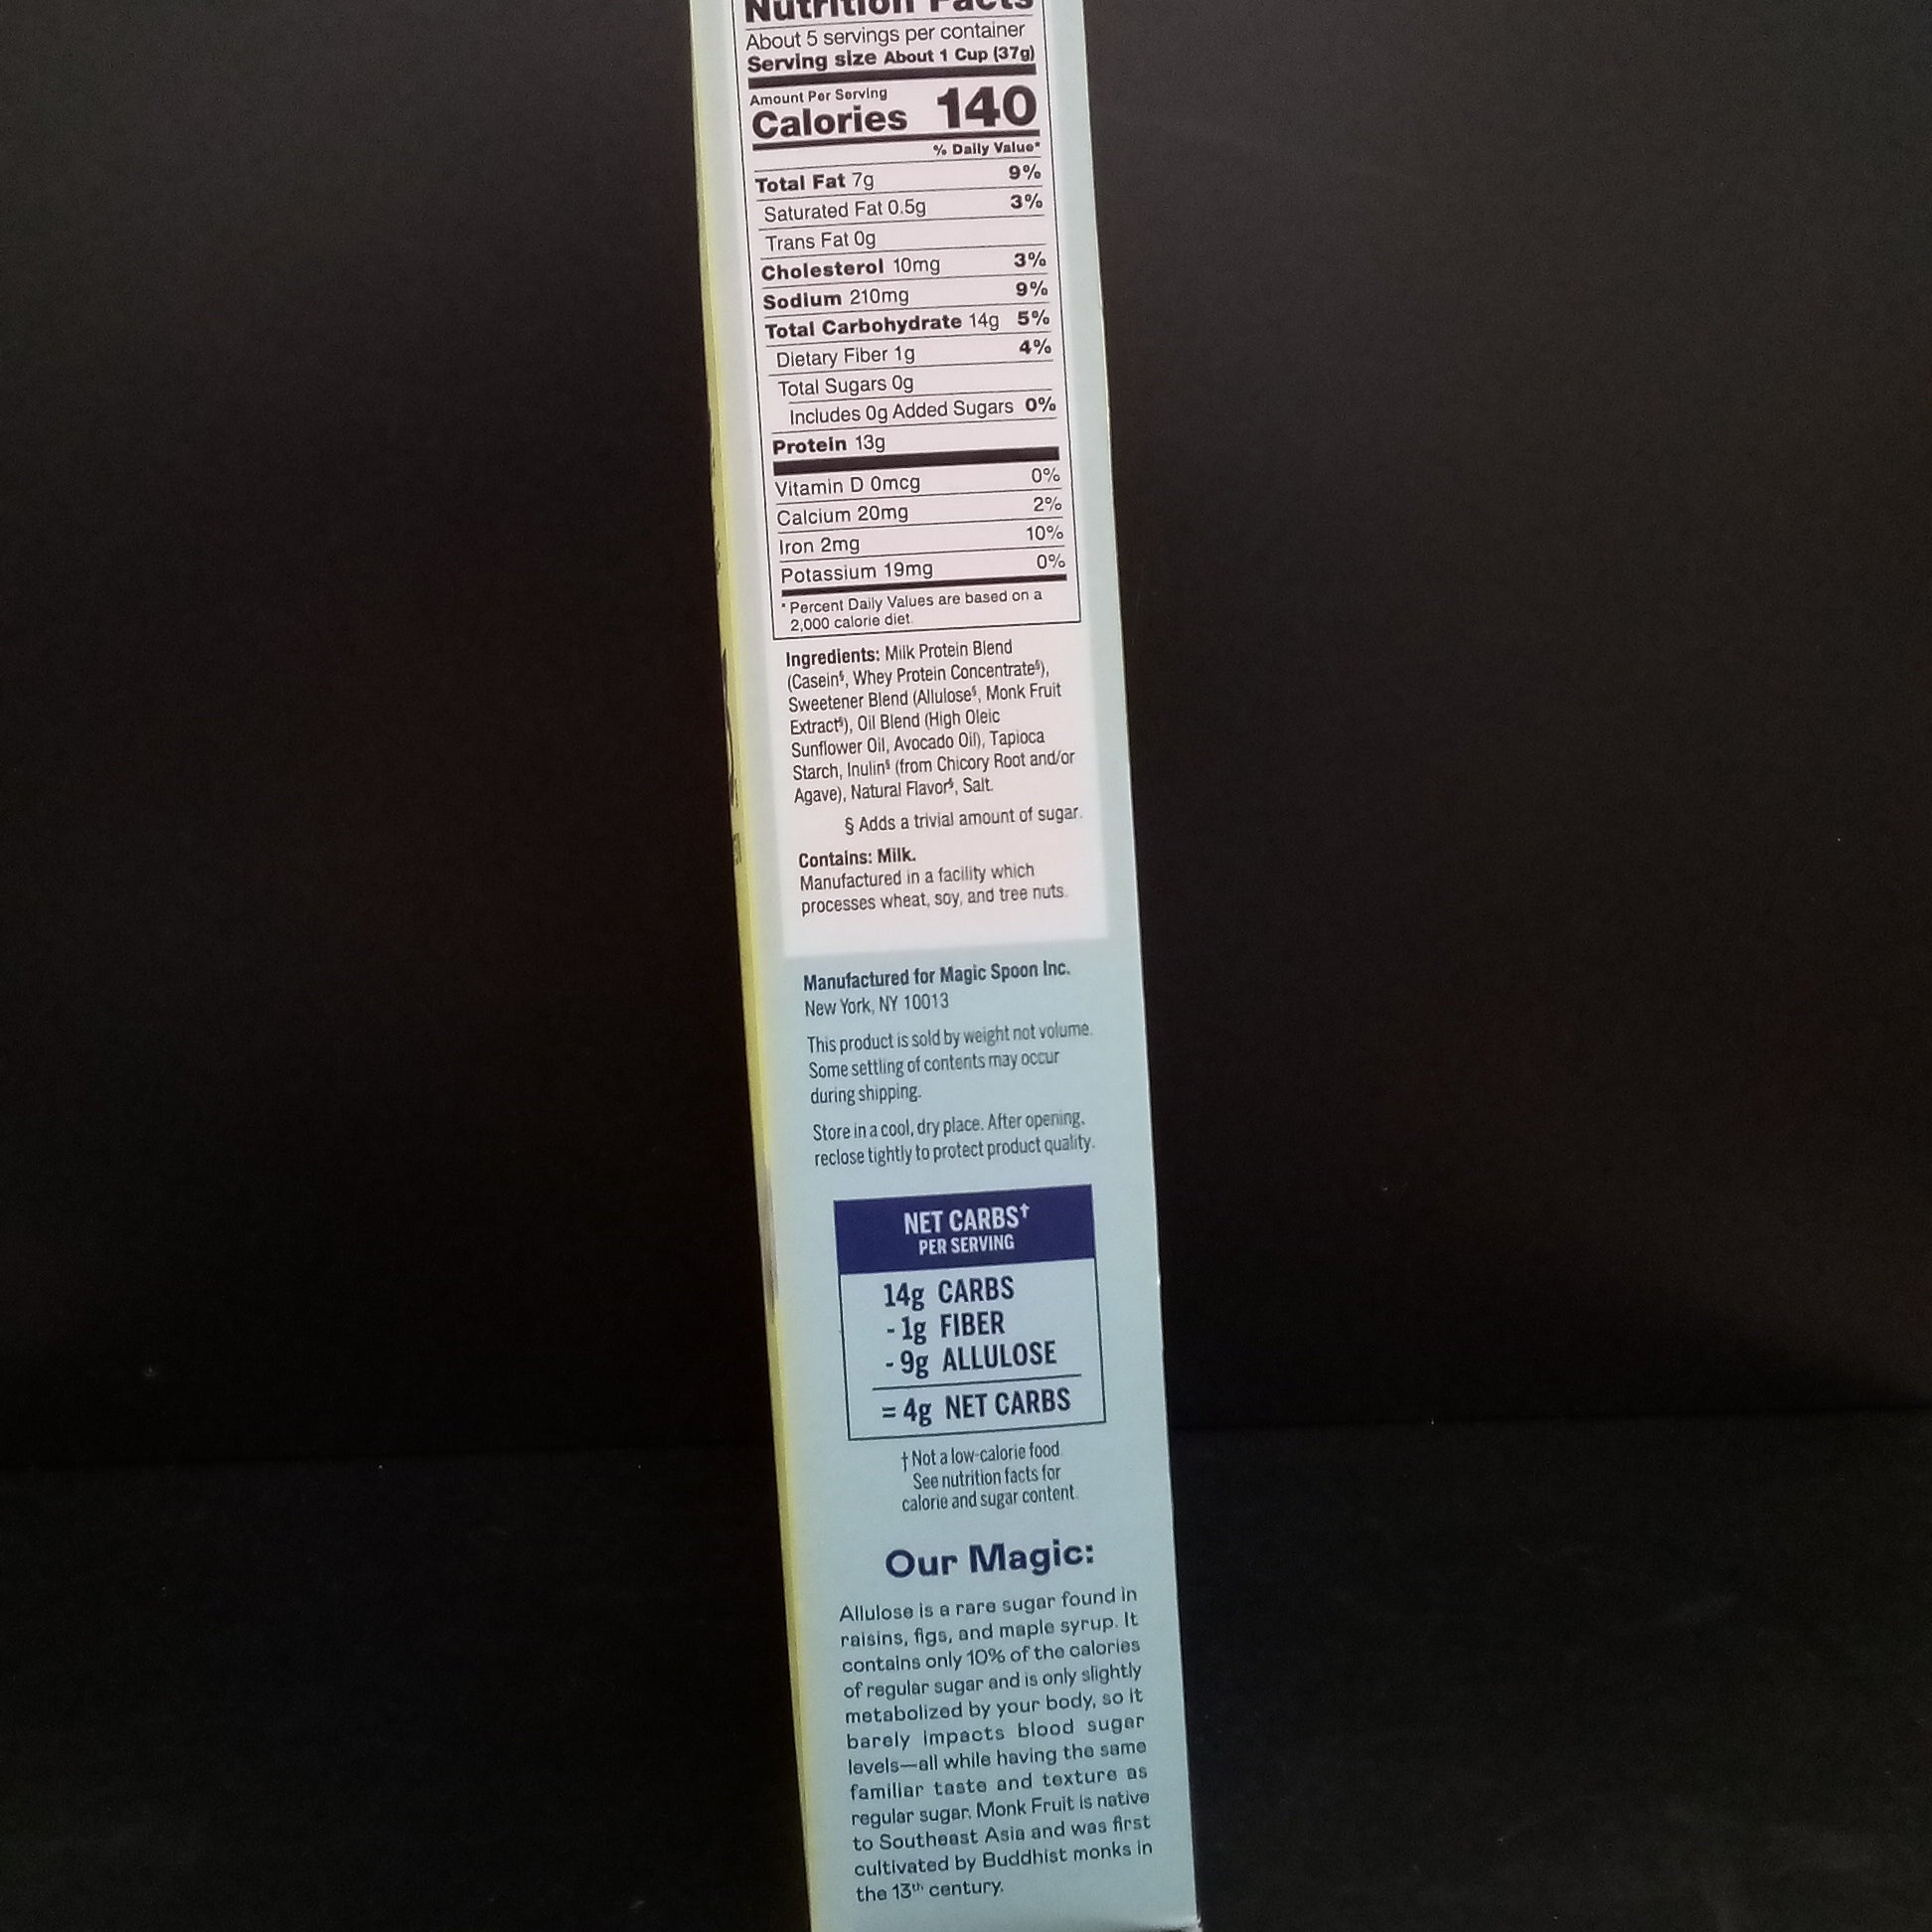 Nutrition Facts
About 5 servings per container
Serving size About 1 Cup (37g)
Amount Per Serving
Calories 140
% Daily Value*
Total Fat 7g 9%
Saturated Fat 0.5g 3%
Trans Fat 0g
Cholesterol 10mg 3%
Sodium 210mg 9%
Total Carbohydrate 14g 5%
Dietary Fiber 1g 4%
Total Sugars 0g
Includes 0g Added Sugars 0%
Protein 13g
Vitamin D 0mcg 0%
Calcium 20mg 2%
Iron 2mg 10%
Potassium 19mg 0%
* Percent Daily Values are based on a
2,000 calorie diet.
Ingredients: Milk Protein Blend
(Casein§, Whey Protein Concentrate§),
Sweetener Blend (Allulose§, Monk Fruit
Extract§), Oil Blend (High Oleic
Sunflower Oil, Avocado Oil), Tapioca
Starch, Inulin§ (from Chicory Root and/or
Agave), Natural Flavor§, Salt.
§ Adds a trivial amount of sugar.
Contains: Milk.
Manufactured in a facility which
processes wheat, soy, and tree nuts.
Manufactured for Magic Spoon Inc.
New York, NY 10013
This product is sold by weight not volume.
Some settling of contents may occur
during shipping.
Store in a cool, dry place. After opening,
reclose tightly to protect product quality.
NET CARBS†
PER SERVING
14g CARBS
- 1g FIBER
- 9g ALLULOSE
= 4g NET CARBS
† Not a low-calorie food.
See nutrition facts for
calorie and sugar content.
Our Magic:
Allulose is a rare sugar found in
raisins, figs, and maple syrup. It
contains only 10% of the calories
of regular sugar and is only slightly
metabolized by your body, so it
barely impacts blood sugar
levels—all while having the same
familiar taste and texture as
regular sugar. Monk Fruit is native
to Southeast Asia and was first
cultivated by Buddhist monks in
the 13th century.